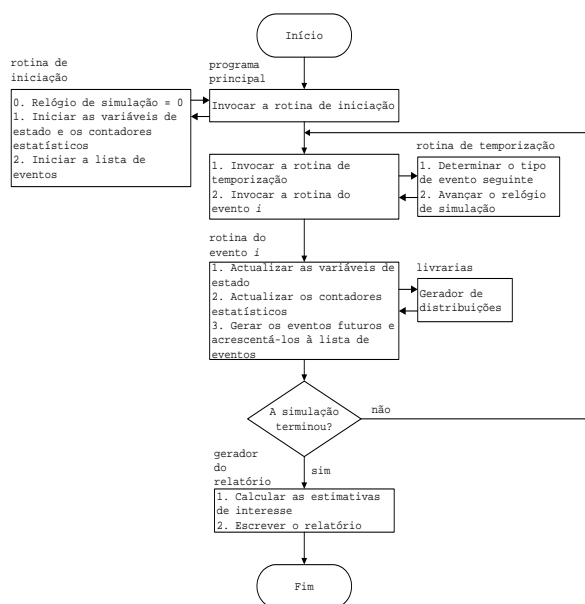 Início
rotina de
iniciação
0. Relógio de simulação = 0
1. Iniciar as variáveis de
estado e os contadores
estatísticos
2. Iniciar a lista de
eventos
programa
principal
Invocar a rotina de iniciação
1. Invocar a rotina de
temporização
2. Invocar a rotina do
evento i
rotina de temporização
1. Determinar o tipo
de evento seguinte
2. Avançar o relógio
de simulação
rotina do
evento i
1. Actualizar as variáveis de
estado
2. Actualizar os contadores
estatísticos
3. Gerar os eventos futuros e
acrescentá-los à lista de
eventos
livrarias
Gerador de
distribuições
A simulação
terminou?
não
sim
gerador
do
relatório
1. Calcular as estimativas
de interesse
2. Escrever o relatório
Fim